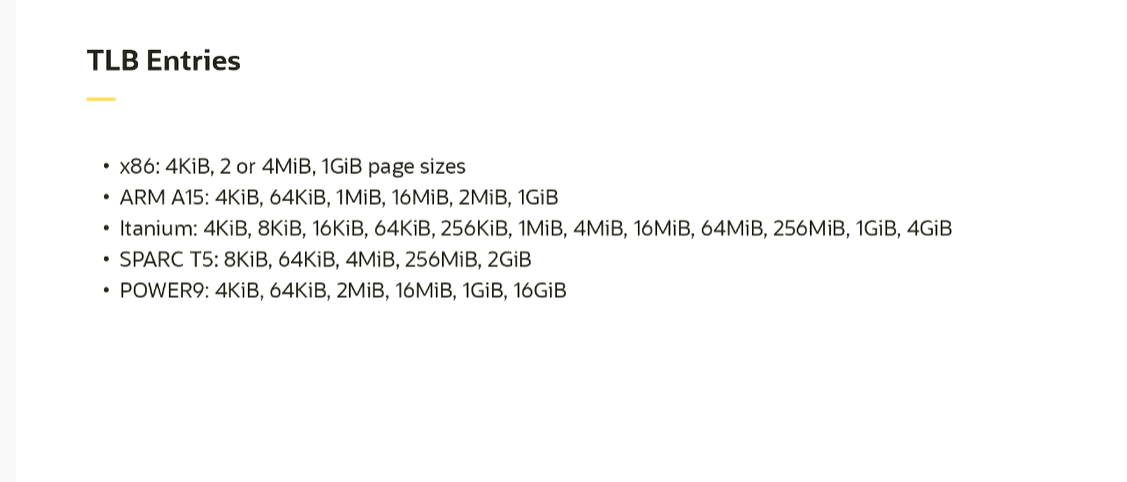 TLB Entries
• x86: 4KiB, 2 or 4MiB, 1GiB page sizes
• ARM A15: 4KiB, 64KiB, 1MiB, 16MiB, 2MiB, 1GiB
• Itanium: 4KiB, 8KiB, 16KiB, 64KiB, 256KiB, 1MiB, 4MiB, 16MiB, 64MiB, 256MiB, 1GiB, 4GiB
• SPARC T5: 8KiB, 64KiB, 4MiB, 256MiB, 2GiB
• POWER9: 4KiB, 64KiB, 2MiB, 16MiB, 1GiB, 16GiB